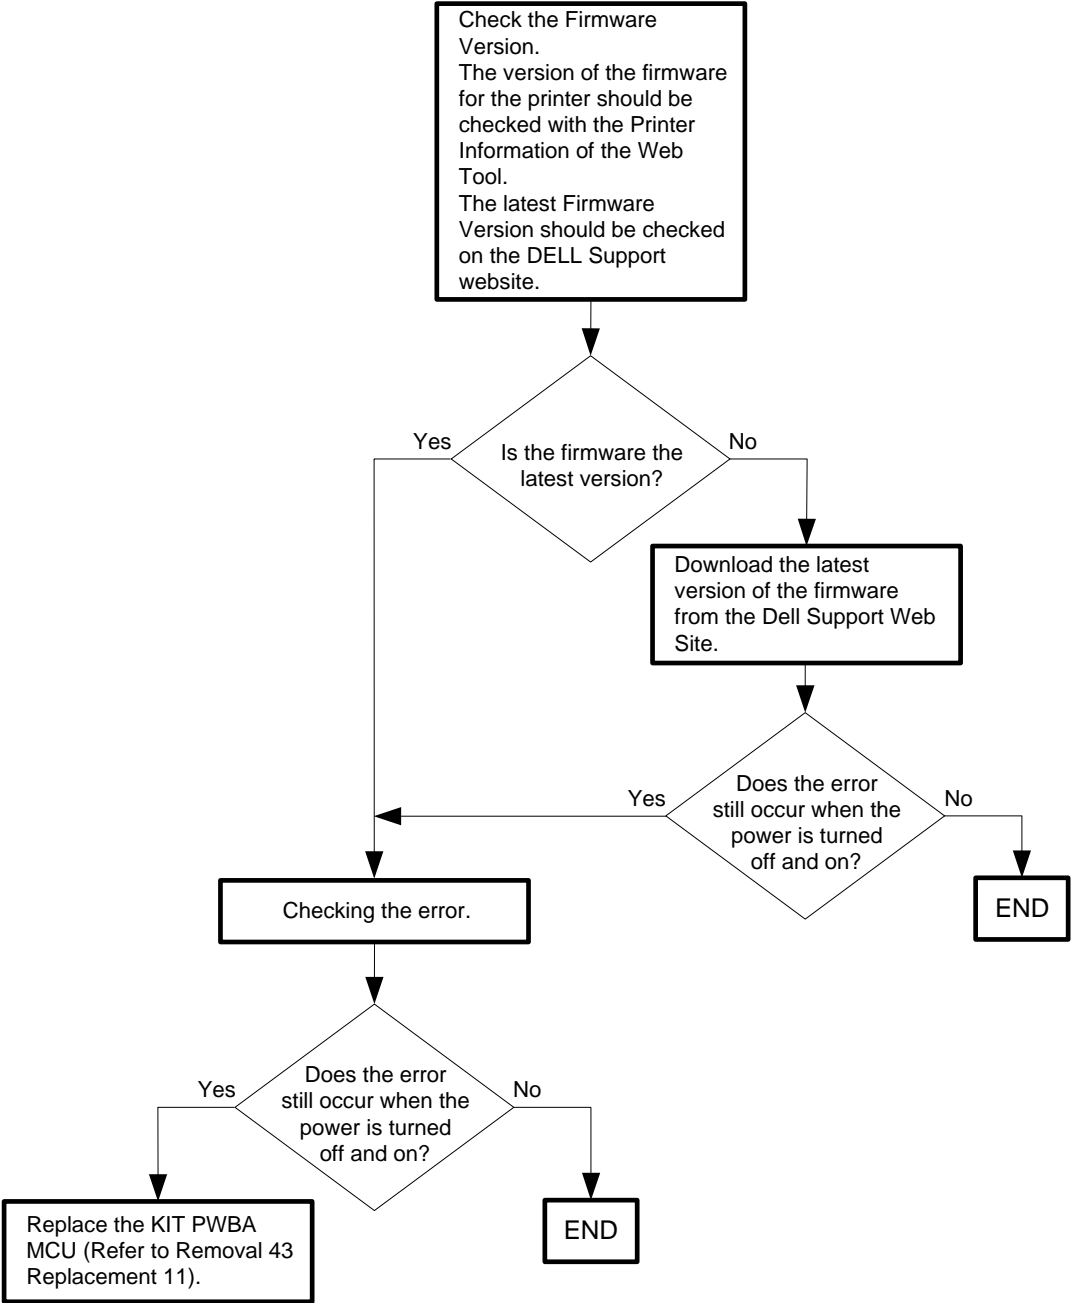 Check the Firmware
Version.
The version of the firmware
for the printer should be
checked with the Printer
Information of the Web
Tool.
The latest Firmware
Version should be checked
on the DELL Support
website.
Yes
Is the firmware the
latest version?
No
Download the latest
version of the firmware
from the Dell Support Web
Site.
Yes
Does the error
still occur when the
power is turned
off and on?
No
END
Checking the error.
Yes
Does the error
still occur when the
power is turned
off and on?
No
Replace the KIT PWBA
MCU (Refer to Removal 43
Replacement 11).
END